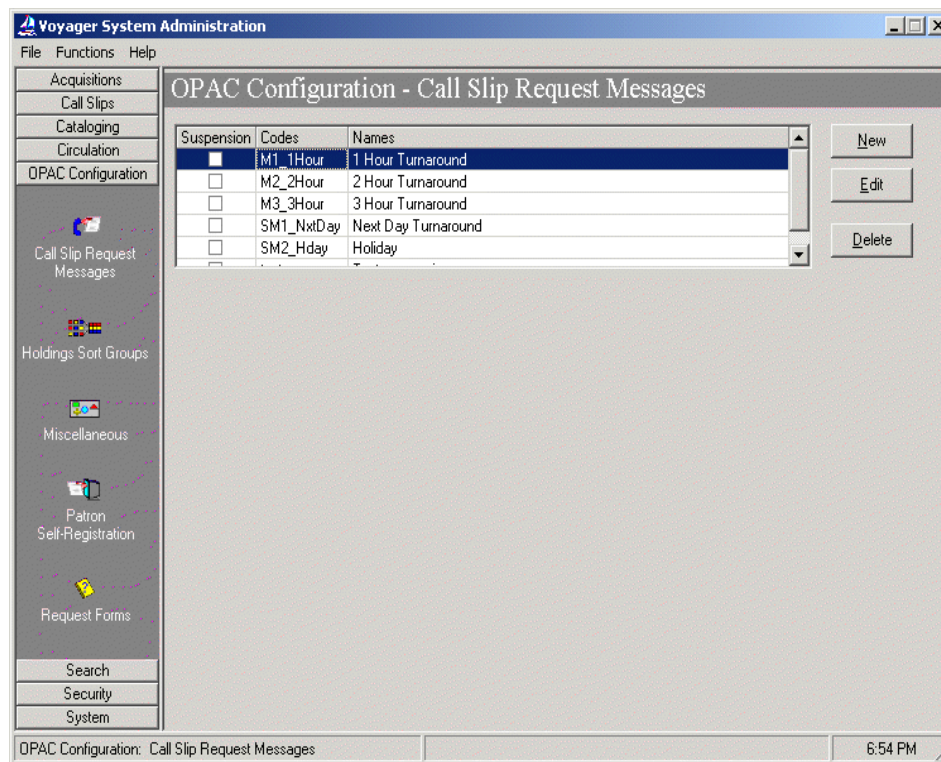 Voyager System Administration
File Functions Help
Acquisitions
Call Slips
Cataloging
Circulation
OPAC Configuration
Call Slip Request
Messages
Holdings Sort Groups
Miscellaneous
Patron
Self-Registration
Request Forms
Search
Security
System
OPAC Configuration - Call Slip Request Messages
Suspension Codes Names
M1_1Hour 1 Hour Turnaround
M2_2Hour 2 Hour Turnaround
M3_3Hour 3 Hour Turnaround
SM1_NxtDay Next Day Turnaround
SM2_Hday Holiday
New
Edit
Delete
OPAC Configuration: Call Slip Request Messages
6:54 PM